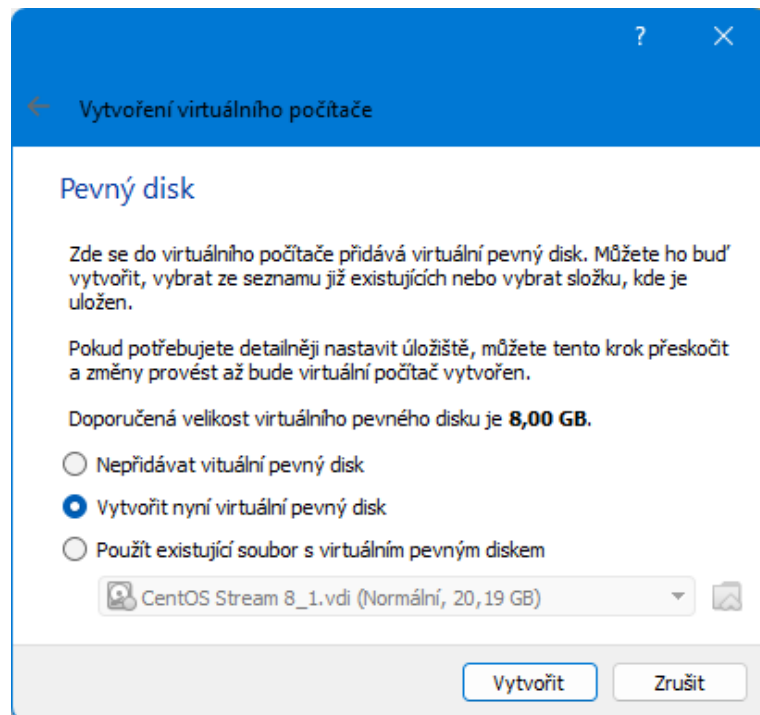 ?
Vytvoření virtuálního počítače
Pevný disk
Zde se do virtuálního počítače přidává virtuální pevný disk. Můžete ho buď
vytvořit, vybrat ze seznamu již existujících nebo vybrat složku, kde je
uložen.
Pokud potřebujete detailněji nastavit úložiště, můžete tento krok přeskočit
a změny provést až bude virtuální počítač vytvořen.
Doporučená velikost virtuálního pevného disku je 8,00 GB.
Nepřidávat vituální pevný disk
Vytvořit nyní virtuální pevný disk
Použít existující soubor s virtuálním pevným diskem
CentOS Stream 8_1.vdi (Normální, 20,19 GB)
Vytvořit Zrušit